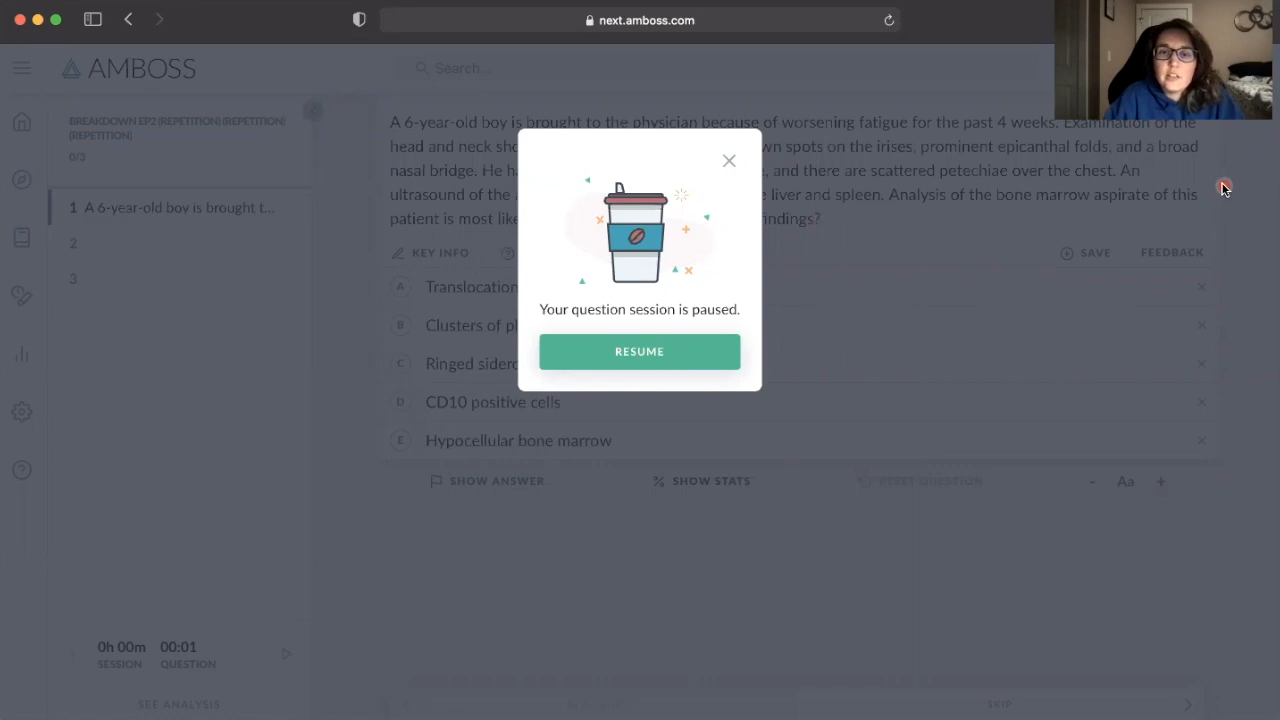 next.amboss.com
AMBOSS
Search...
BREAKDOWN EP2 (REPETITION) (REPETITION)
(REPETITION)
0/3
1 A 6-year-old boy is brought t...
2
3
0h 00m 00:01
SESSION QUESTION
SEE ANALYSIS
A 6-year-old boy is brought to the physician because of worsening fatigue for the past 4 weeks. Examination of the
head and neck sho wn spots on the irises, prominent epicanthal folds, and a broad
nasal bridge. He ha e, and there are scattered petechiae over the chest. An
ultrasound of the a e liver and spleen. Analysis of the bone marrow aspirate of this
patient is most like findings?
KEY INFO
SAVE FEEDBACK
A Translocation
B Clusters of pl
C Ringed sidero
D CD10 positive cells
E Hypocellular bone marrow
SHOW ANSWER SHOW STATS RESET QUESTION - Aa +
SKIP
Your question session is paused.
RESUME